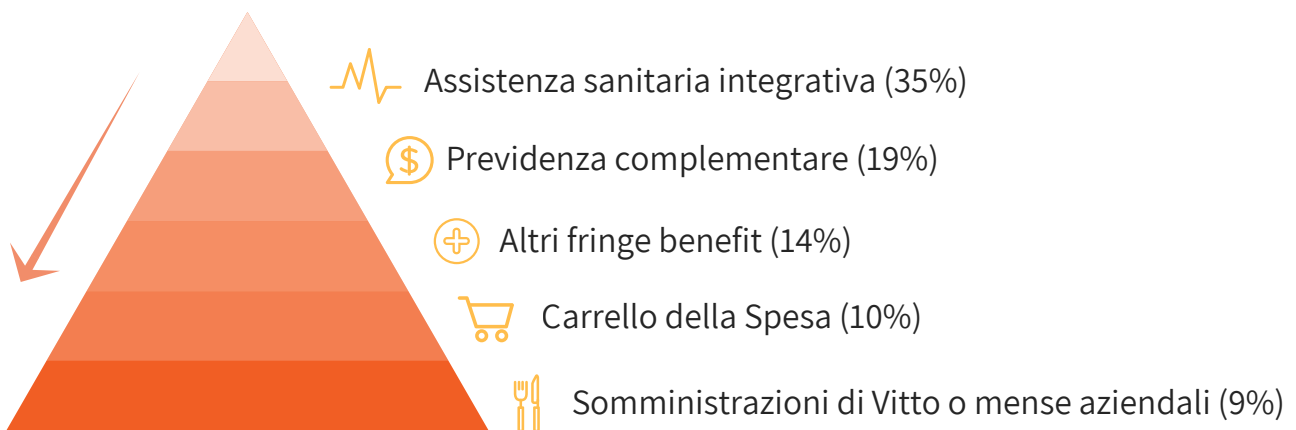 Assistenza sanitaria integrativa (35%)
$ Previdenza complementare (19%)
Altri fringe benefit (14%)
Carrello della Spesa (10%)
Somministrazioni di Vitto o mense aziendali (9%)